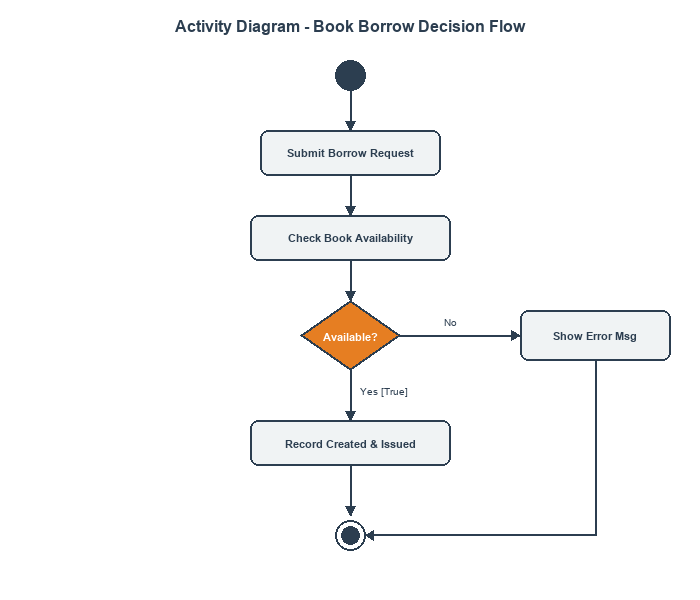 Activity Diagram - Book Borrow Decision Flow
Submit Borrow Request
Check Book Availability
Available?
No
Show Error Msg
Yes [True]
Record Created & Issued